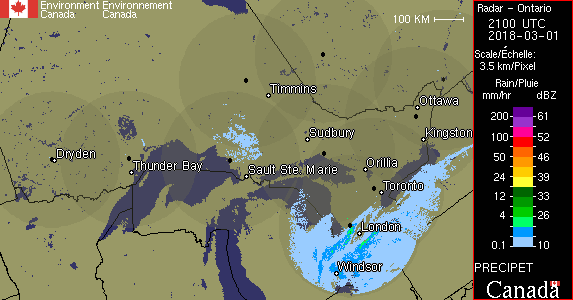 Environment Environnement
Canada Canada
100 KM
Timmins
Ottawa
Sudbury
Kingston
Dryden
Thunder Bay
Sault Ste. Marie
Orillia
Toronto
London
Windsor
Radar - Ontario
2100 UTC
2018-03-01
Scale/Échelle:
3.5 km/Pixel
Rain/Pluie
mm/hr dBZ
200 61
100 52
50 46
24 39
12 33
4 26
0.1 10
PRECIPET
Canada